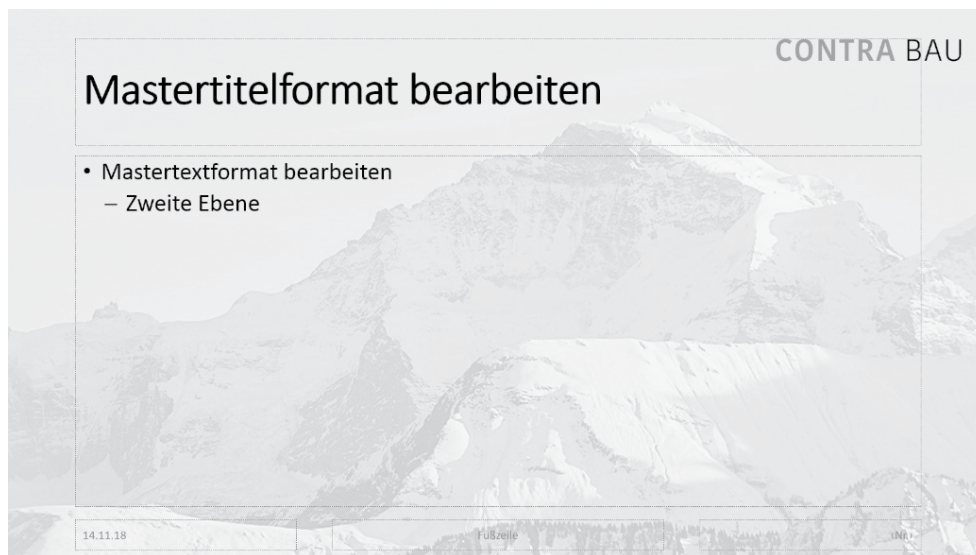 CONTRA BAU
Mastertitelformat bearbeiten
• Mastertextformat bearbeiten
– Zweite Ebene
14.11.18 Fußzeile ‹Nr.›